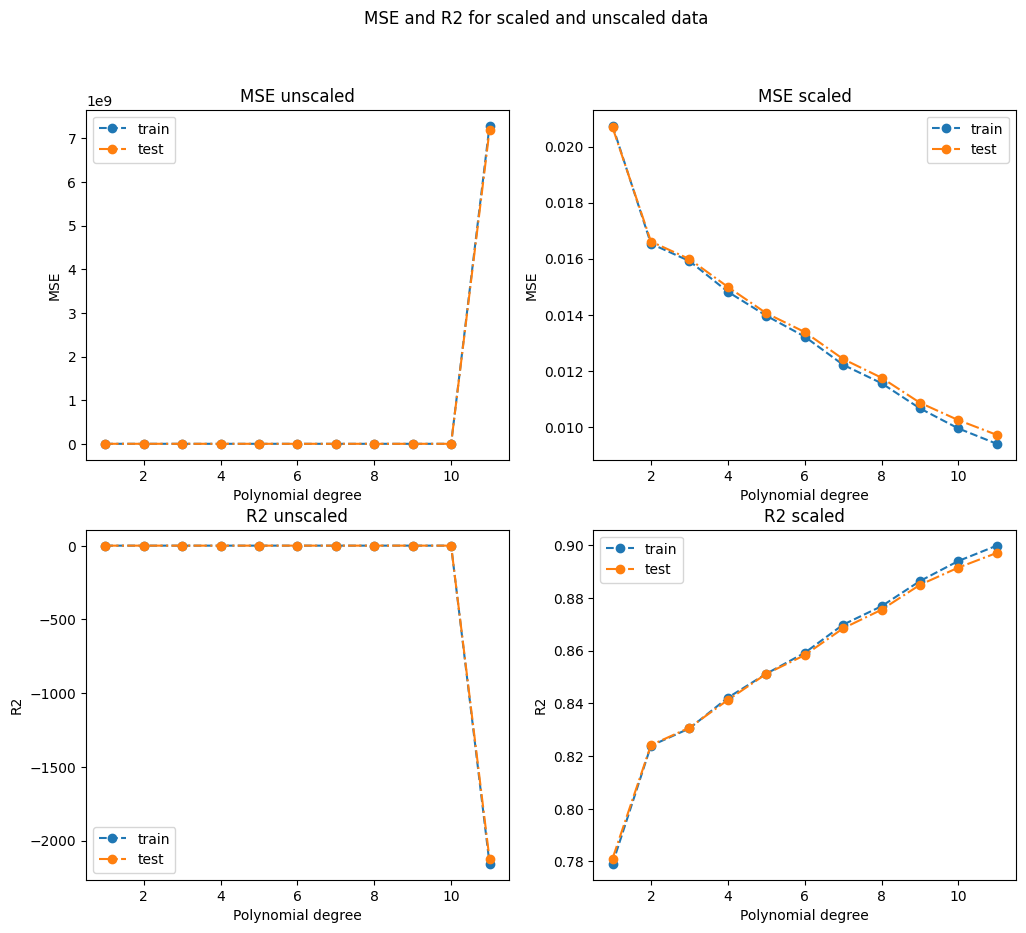 MSE and R2 for scaled and unscaled data
MSE unscaled
1e9
train
test
7
6
5
4
3
2
1
0
MSE
2 4 6 8 10
Polynomial degree
MSE scaled
train
test
0.020
0.018
0.016
0.014
0.012
0.010
MSE
2 4 6 8 10
Polynomial degree
R2 unscaled
0
−500
−1000
−1500
−2000
R2
train
test
2 4 6 8 10
Polynomial degree
R2 scaled
train
test
0.90
0.88
0.86
0.84
0.82
0.80
0.78
R2
2 4 6 8 10
Polynomial degree